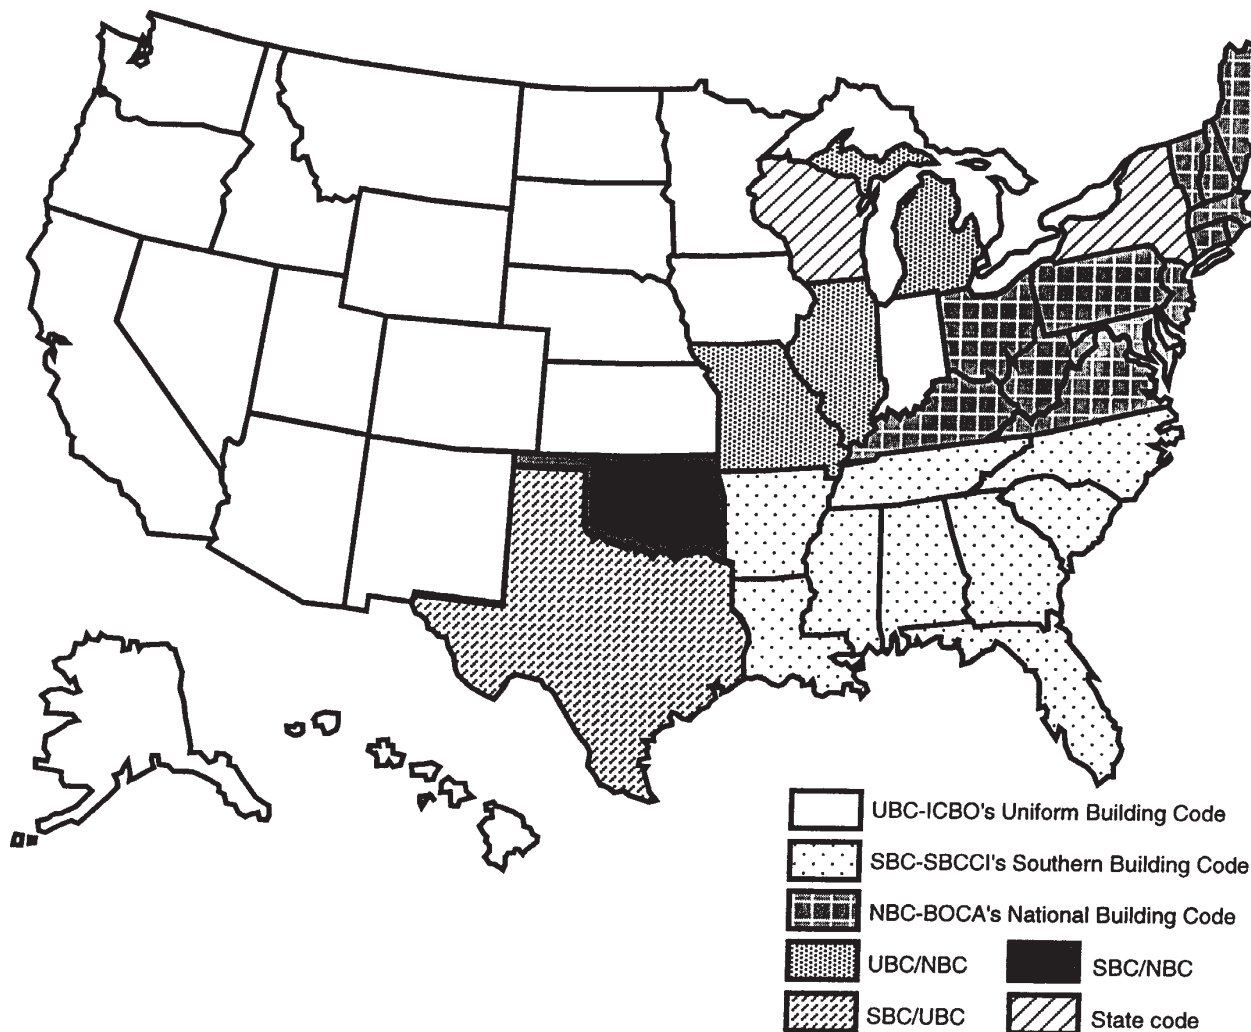 UBC-ICBO's Uniform Building Code
SBC-SBCCI's Southern Building Code
NBC-BOCA's National Building Code
UBC/NBC
SBC/NBC
SBC/UBC
State code